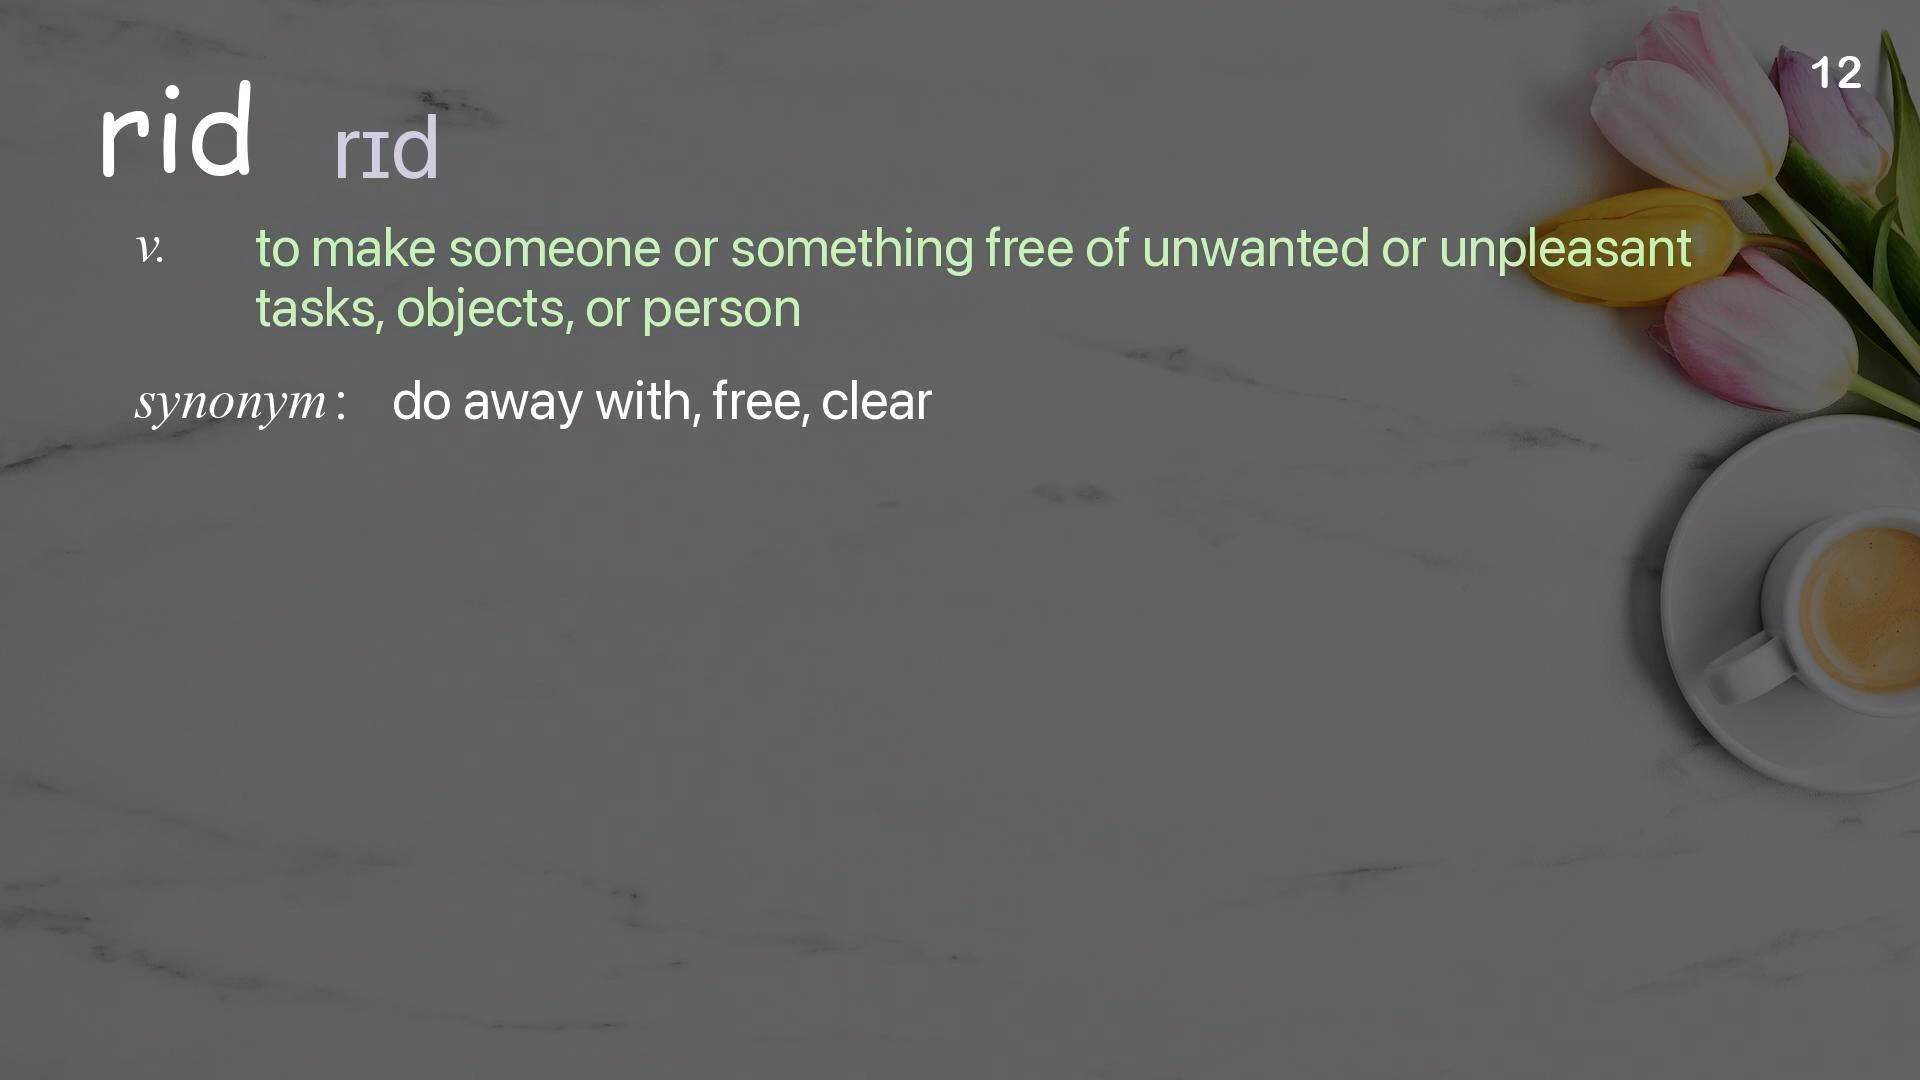 12
rid rɪd
v. to make someone or something free of unwanted or unpleasant
tasks, objects, or person
synonym : do away with, free, clear